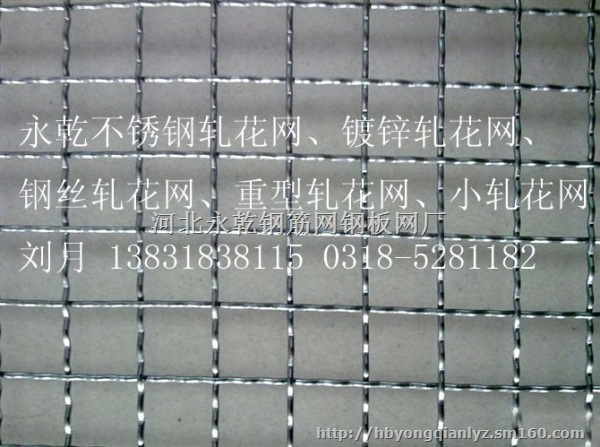 永乾不锈钢轧花网、镀锌轧花网、
钢丝轧花网、重型轧花网、小轧花网
河北永乾钢筋网钢板网厂
刘月 13831838115 0318-5281182
http://hbyongqianlyz.sm160.com/